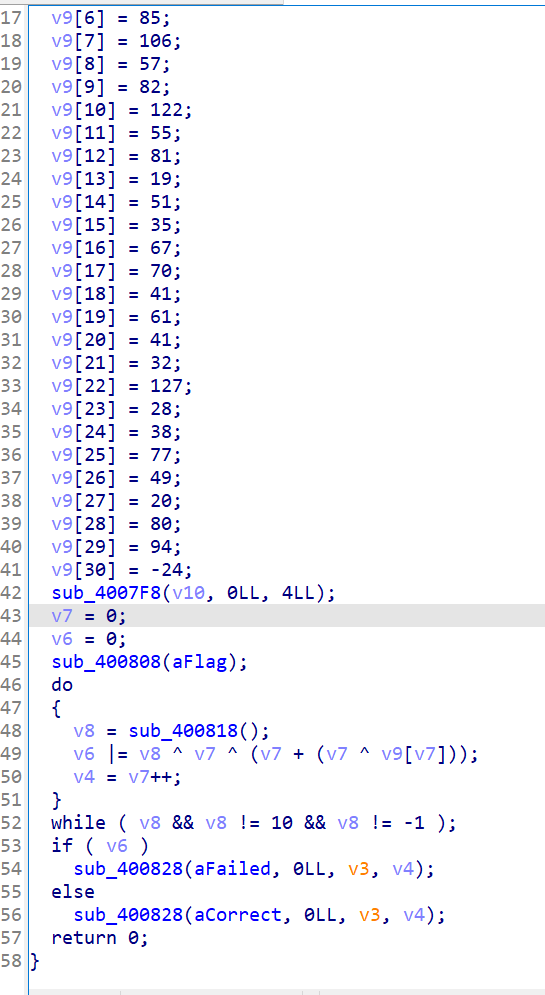 17 v9[6] = 85;
18 v9[7] = 106;
19 v9[8] = 57;
20 v9[9] = 82;
21 v9[10] = 122;
22 v9[11] = 55;
23 v9[12] = 81;
24 v9[13] = 19;
25 v9[14] = 51;
26 v9[15] = 35;
27 v9[16] = 67;
28 v9[17] = 70;
29 v9[18] = 41;
30 v9[19] = 61;
31 v9[20] = 41;
32 v9[21] = 32;
33 v9[22] = 127;
34 v9[23] = 28;
35 v9[24] = 38;
36 v9[25] = 77;
37 v9[26] = 49;
38 v9[27] = 20;
39 v9[28] = 80;
40 v9[29] = 94;
41 v9[30] = -24;
42 sub_4007F8(v10, 0LL, 4LL);
43 v7 = 0;
44 v6 = 0;
45 sub_400808(aFlag);
46 do
47 {
48 v8 = sub_400818();
49 v6 |= v8 ^ v7 ^ (v7 + (v7 ^ v9[v7]));
50 v4 = v7++;
51 }
52 while ( v8 && v8 != 10 && v8 != -1 );
53 if ( v6 )
54 sub_400828(aFailed, 0LL, v3, v4);
55 else
56 sub_400828(aCorrect, 0LL, v3, v4);
57 return 0;
58 }